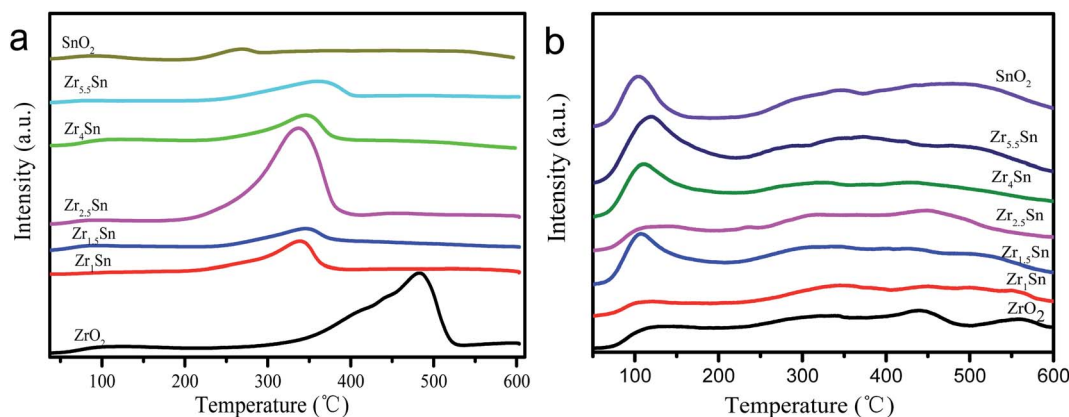 a
Intensity (a.u.)
SnO₂
Zr₅.₅Sn
Zr₄Sn
Zr₂.₅Sn
Zr₁.₅Sn
Zr₁Sn
ZrO₂
100 200 300 400 500 600
Temperature (℃)
b
Intensity (a.u.)
SnO₂
Zr₅.₅Sn
Zr₄Sn
Zr₂.₅Sn
Zr₁.₅Sn
Zr₁Sn
ZrO₂
100 200 300 400 500 600
Temperature (℃)